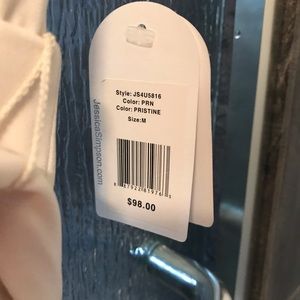 Style: JS4U5816
Color: PRN
Color: PRISTINE
Size:M
$98.00
JessicaSimpson.com